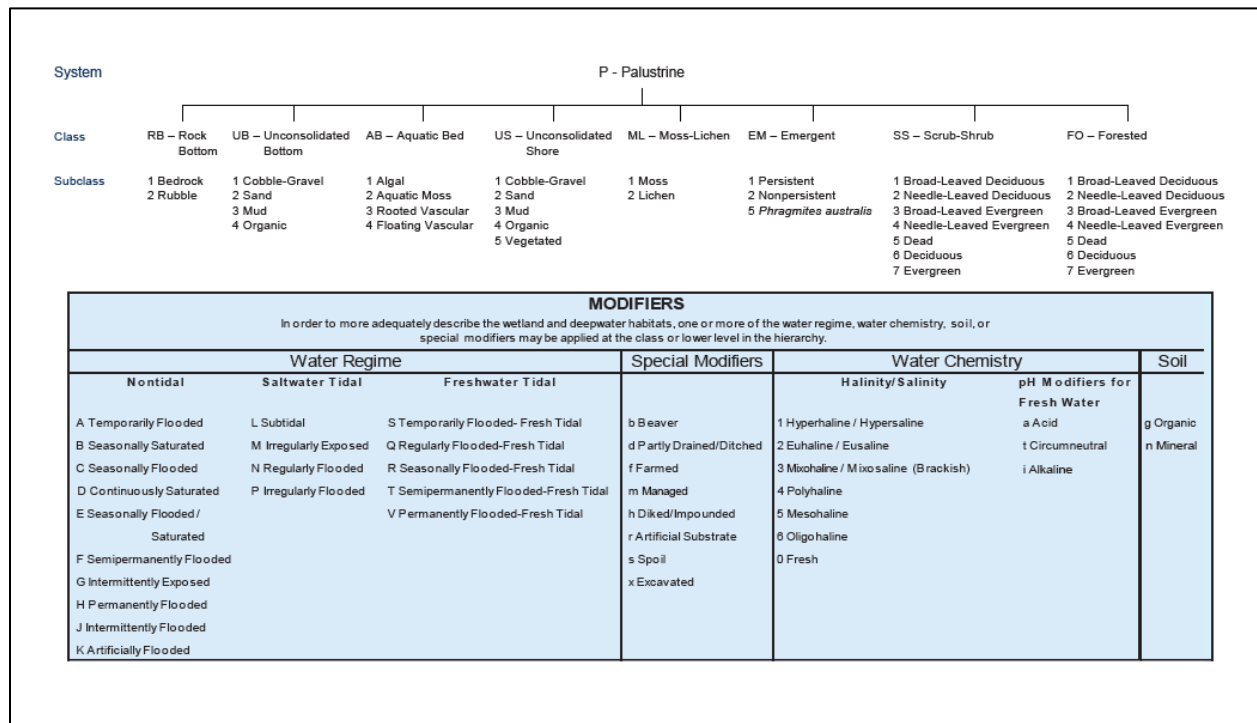 System
P - Palustrine
Class
RB – Rock Bottom
UB – Unconsolidated Bottom
AB – Aquatic Bed
US – Unconsolidated Shore
ML – Moss-Lichen
EM – Emergent
SS – Scrub-Shrub
FO – Forested
Subclass
1 Bedrock
2 Rubble
1 Cobble-Gravel
2 Sand
3 Mud
4 Organic
1 Algal
2 Aquatic Moss
3 Rooted Vascular
4 Floating Vascular
1 Cobble-Gravel
2 Sand
3 Mud
4 Organic
5 Vegetated
1 Moss
2 Lichen
1 Persistent
2 Nonpersistent
5 Phragmites australis
1 Broad-Leaved Deciduous
2 Needle-Leaved Deciduous
3 Broad-Leaved Evergreen
4 Needle-Leaved Evergreen
5 Dead
6 Deciduous
7 Evergreen
1 Broad-Leaved Deciduous
2 Needle-Leaved Deciduous
3 Broad-Leaved Evergreen
4 Needle-Leaved Evergreen
5 Dead
6 Deciduous
7 Evergreen
MODIFIERS
In order to more adequately describe the wetland and deepwater habitats, one or more of the water regime, water chemistry, soil, or
special modifiers may be applied at the class or lower level in the hierarchy.
Water Regime
Special Modifiers
Water Chemistry
Soil
Nontidal
A Temporarily Flooded
B Seasonally Saturated
C Seasonally Flooded
D Continuously Saturated
E Seasonally Flooded /
Saturated
F Semipermanently Flooded
G Intermittently Exposed
H Permanently Flooded
J Intermittently Flooded
K Artificially Flooded
Saltwater Tidal
L Subtidal
M Irregularly Exposed
N Regularly Flooded
P Irregularly Flooded
Freshwater Tidal
S Temporarily Flooded- Fresh Tidal
Q Regularly Flooded-Fresh Tidal
R Seasonally Flooded-Fresh Tidal
T Semipermanently Flooded-Fresh Tidal
V Permanently Flooded-Fresh Tidal
b Beaver
d Partly Drained/Ditched
f Farmed
m Managed
h Diked/Impounded
r Artificial Substrate
s Spoil
x Excavated
Halinity/Salinity
1 Hyperhaline / Hypersaline
2 Euhaline / Eusaline
3 Mixohaline / Mixosaline (Brackish)
4 Polyhaline
5 Mesohaline
6 Oligohaline
0 Fresh
pH Modifiers for
Fresh Water
a Acid
t Circumneutral
i Alkaline
g Organic
n Mineral